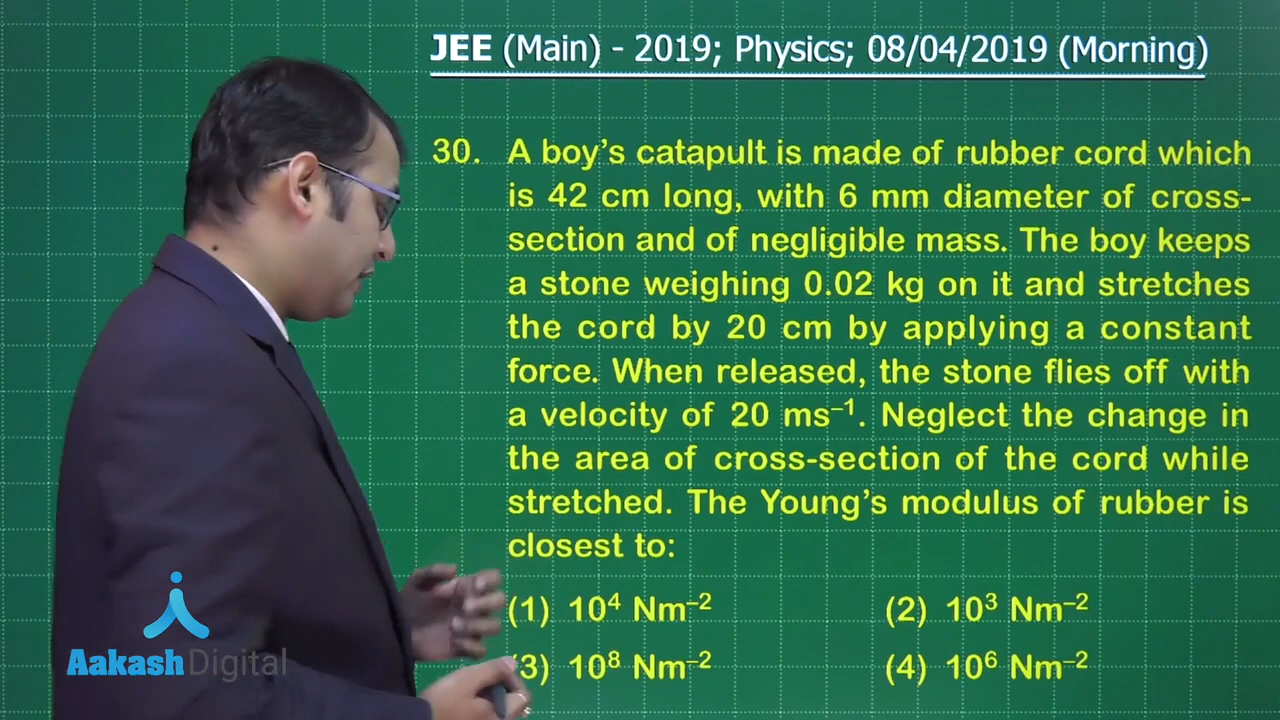 JEE (Main) - 2019; Physics; 08/04/2019 (Morning)
30. A boy's catapult is made of rubber cord which
is 42 cm long, with 6 mm diameter of cross-
section and of negligible mass. The boy keeps
a stone weighing 0.02 kg on it and stretches
the cord by 20 cm by applying a constant
force. When released, the stone flies off with
a velocity of 20 ms⁻¹. Neglect the change in
the area of cross-section of the cord while
stretched. The Young's modulus of rubber is
closest to:
(1) 10⁴ Nm⁻² (2) 10³ Nm⁻²
(3) 10⁸ Nm⁻² (4) 10⁶ Nm⁻²
Aakash Digital